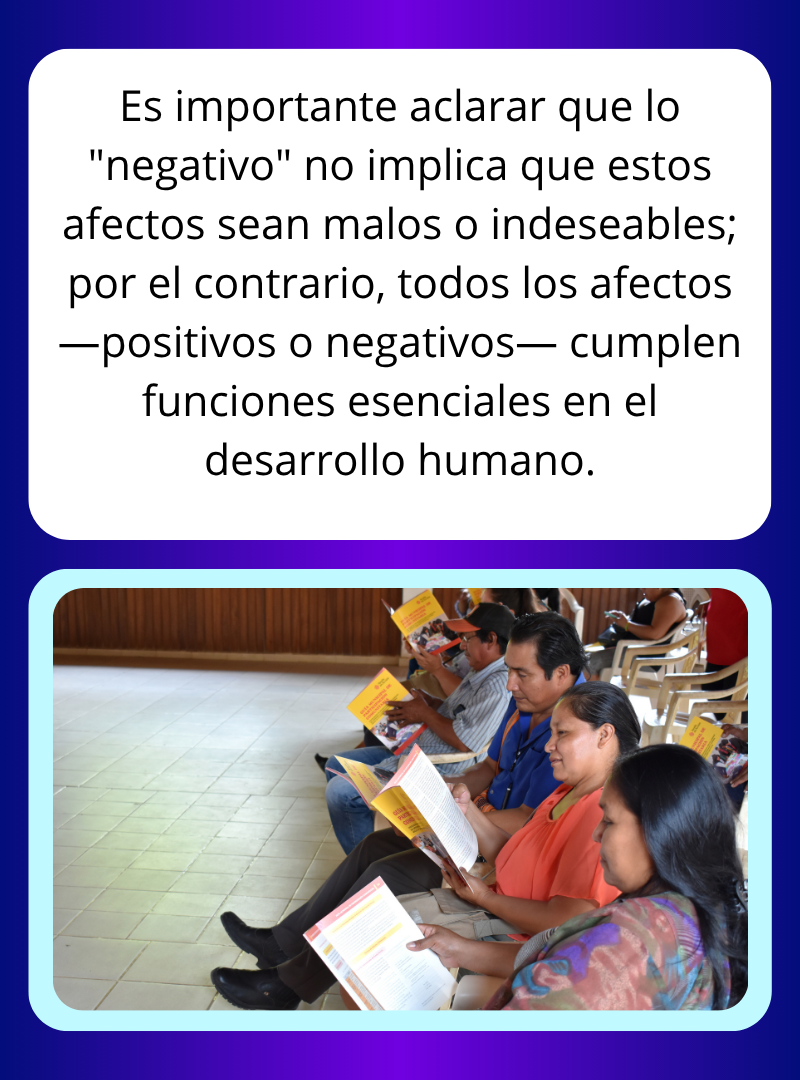 Es importante aclarar que lo
"negativo" no implica que estos
afectos sean malos o indeseables;
por el contrario, todos los afectos
—positivos o negativos— cumplen
funciones esenciales en el
desarrollo humano.